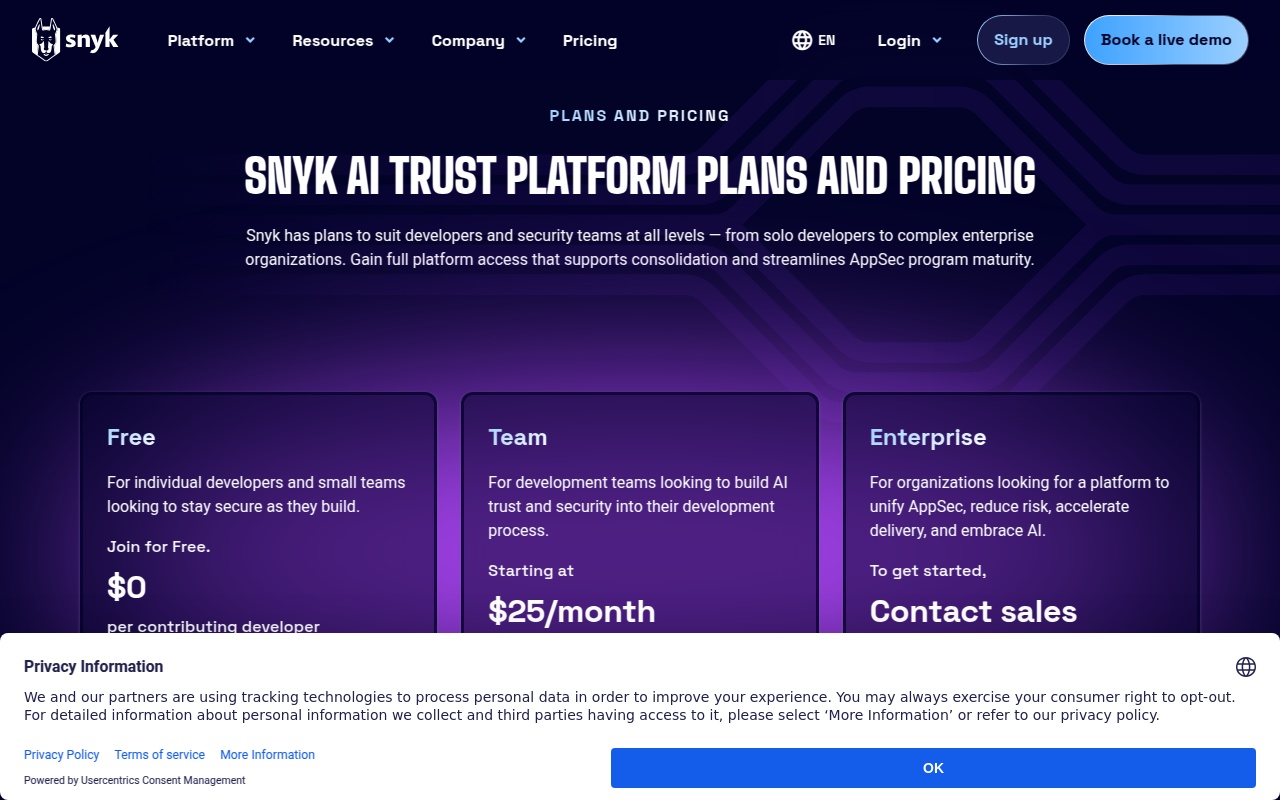 snyk
Platform
Resources
Company
Pricing
EN
Login
Sign up
Book a live demo
PLANS AND PRICING
SNYK AI TRUST PLATFORM PLANS AND PRICING
Snyk has plans to suit developers and security teams at all levels — from solo developers to complex enterprise
organizations. Gain full platform access that supports consolidation and streamlines AppSec program maturity.
Free
For individual developers and small teams
looking to stay secure as they build.
Join for Free.
$0
per contributing developer
Team
For development teams looking to build AI
trust and security into their development
process.
Starting at
$25/month
Enterprise
For organizations looking for a platform to
unify AppSec, reduce risk, accelerate
delivery, and embrace AI.
To get started,
Contact sales
Privacy Information
We and our partners are using tracking technologies to process personal data in order to improve your experience. You may always exercise your consumer right to opt-out.
For detailed information about personal information we collect and third parties having access to it, please select ‘More Information’ or refer to our privacy policy.
Privacy Policy
Terms of service
More Information
Powered by Usercentrics Consent Management
OK